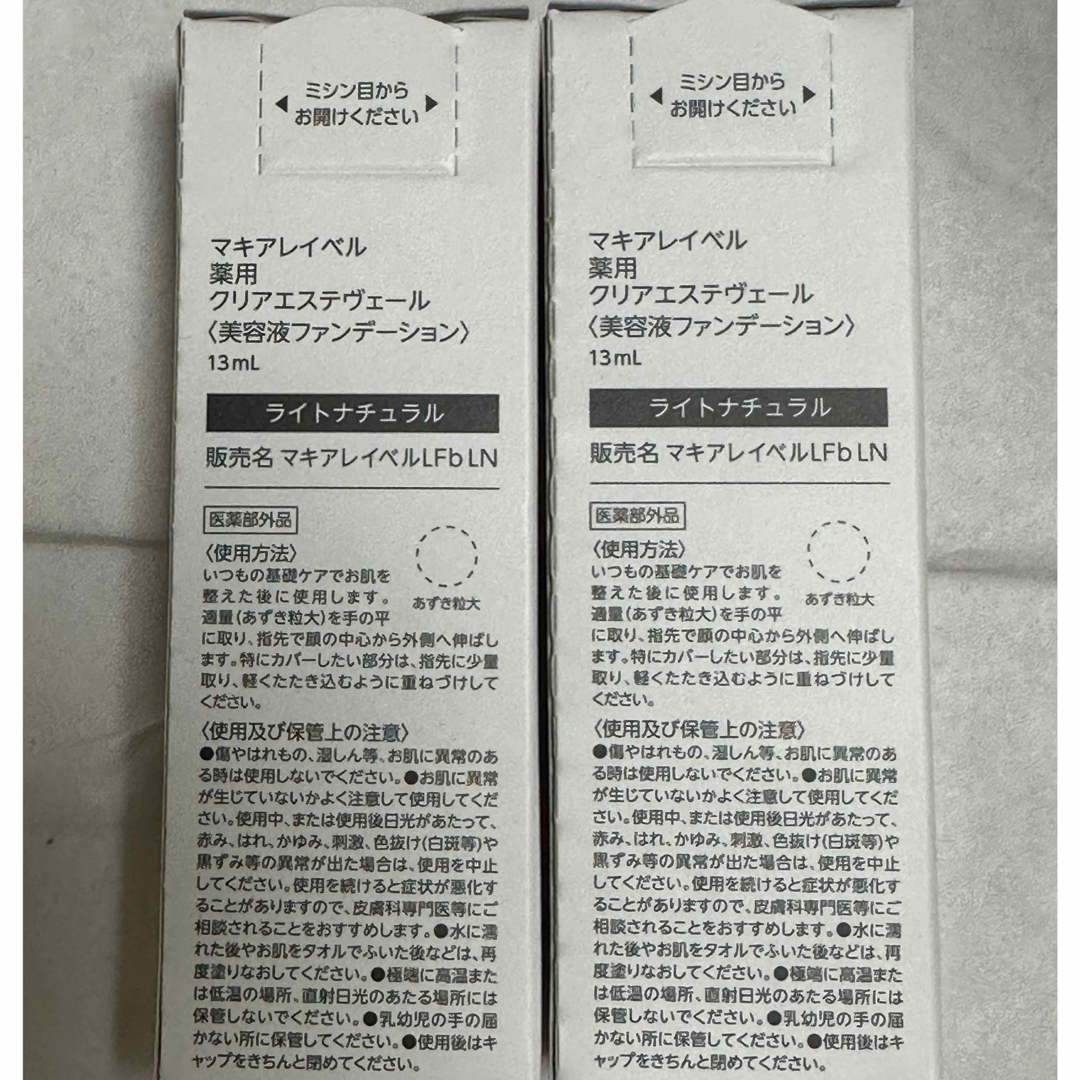 ミシン目から
お開けください
マキアレイベル
薬用
クリアエステヴェール
〈美容液ファンデーション〉
13mL
ライトナチュラル
販売名 マキアレイベルLFb LN
医薬部外品
〈使用方法〉
いつもの基礎ケアでお肌を
整えた後に使用します。
適量(あずき粒大)を手の平
に取り、指先で顔の中心から外側へ伸ばし
ます。特にカバーしたい部分は、指先に少量
取り、軽くたたき込むように重ねづけして
ください。
あずき粒大
〈使用及び保管上の注意〉
●傷やはれもの、湿しん等、お肌に異常のあ
る時は使用しないでください。●お肌に異常
が生じていないかよく注意して使用してくだ
さい。使用中、または使用後日光があたって、
赤み、はれ、かゆみ、刺激、色抜け(白斑等)や
黒ずみ等の異常が出た場合は、使用を中止
してください。使用を続けると症状が悪化す
ることがありますので、皮膚科専門医等にご
相談されることをおすすめします。●水に濡
れた後やお肌をタオルでふいた後などは、再
度塗りなおしてください。●極端に高温また
は低温の場所、直射日光のあたる場所には
保管しないでください。●乳幼児の手の届
かない所に保管してください。●使用後はキ
ャップをきちんと閉めてください。
ミシン目から
お開けください
マキアレイベル
薬用
クリアエステヴェール
〈美容液ファンデーション〉
13mL
ライトナチュラル
販売名 マキアレイベルLFb LN
医薬部外品
〈使用方法〉
いつもの基礎ケアでお肌を
整えた後に使用します。
適量(あずき粒大)を手の平
に取り、指先で顔の中心から外側へ伸ばし
ます。特にカバーしたい部分は、指先に少量
取り、軽くたたき込むように重ねづけして
ください。
あずき粒大
〈使用及び保管上の注意〉
●傷やはれもの、湿しん等、お肌に異常のあ
る時は使用しないでください。●お肌に異常
が生じていないかよく注意して使用してくだ
さい。使用中、または使用後日光があたって、
赤み、はれ、かゆみ、刺激、色抜け(白斑等)や
黒ずみ等の異常が出た場合は、使用を中止
してください。使用を続けると症状が悪化す
ることがありますので、皮膚科専門医等にご
相談されることをおすすめします。●水に濡
れた後やお肌をタオルでふいた後などは、再
度塗りなおしてください。●極端に高温また
は低温の場所、直射日光のあたる場所には
保管しないでください。●乳幼児の手の届
かない所に保管してください。●使用後はキ
ャップをきちんと閉めてください。